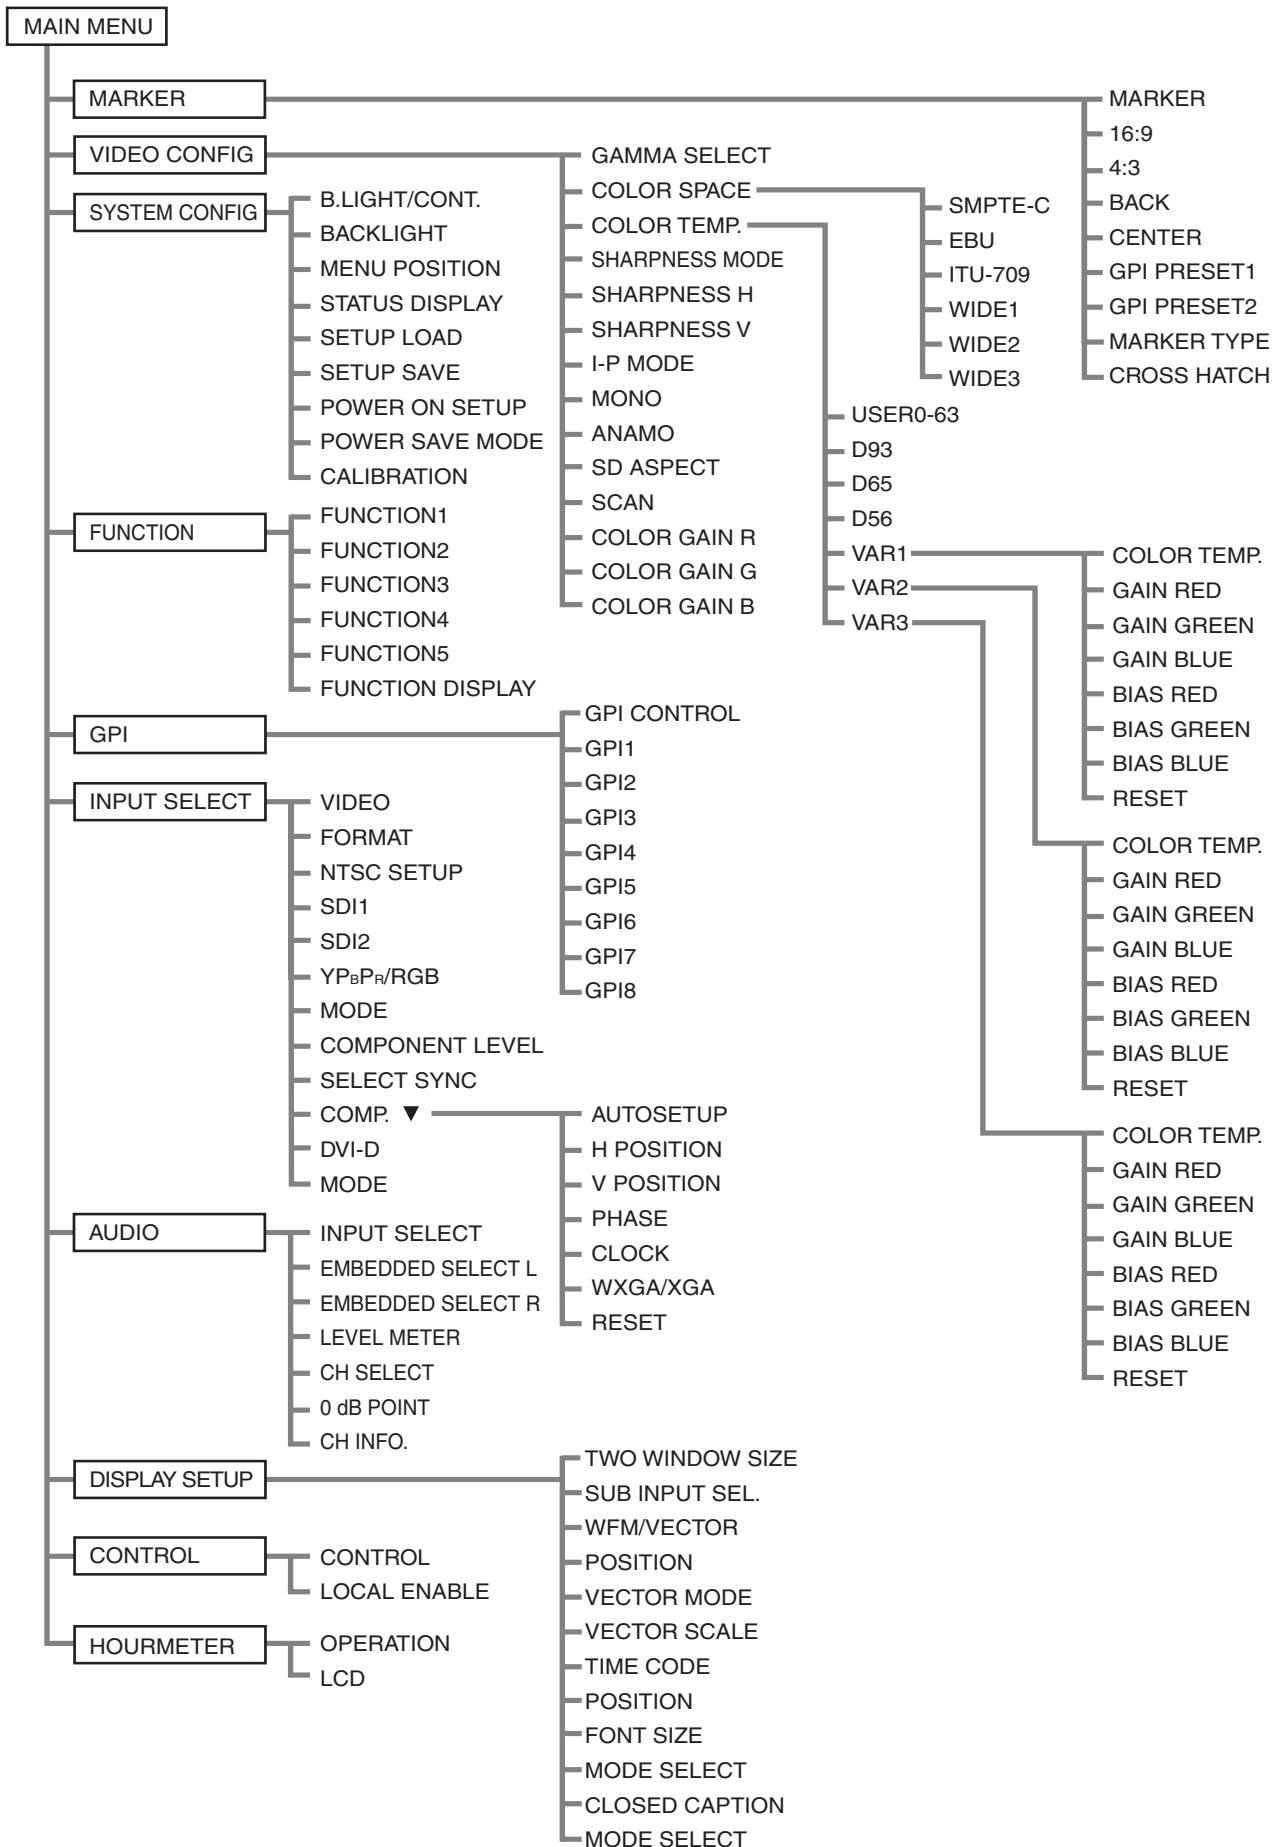 MAIN MENU
MARKER
MARKER
16:9
4:3
BACK
CENTER
GPI PRESET1
GPI PRESET2
MARKER TYPE
CROSS HATCH
VIDEO CONFIG
GAMMA SELECT
COLOR SPACE
SMPTE-C
EBU
ITU-709
WIDE1
WIDE2
WIDE3
COLOR TEMP.
USER0-63
D93
D65
D56
VAR1
COLOR TEMP.
GAIN RED
GAIN GREEN
GAIN BLUE
BIAS RED
BIAS GREEN
BIAS BLUE
RESET
VAR2
COLOR TEMP.
GAIN RED
GAIN GREEN
GAIN BLUE
BIAS RED
BIAS GREEN
BIAS BLUE
RESET
VAR3
COLOR TEMP.
GAIN RED
GAIN GREEN
GAIN BLUE
BIAS RED
BIAS GREEN
BIAS BLUE
RESET
SHARPNESS MODE
SHARPNESS H
SHARPNESS V
I-P MODE
MONO
ANAMO
SD ASPECT
SCAN
COLOR GAIN R
COLOR GAIN G
COLOR GAIN B
SYSTEM CONFIG
B.LIGHT/CONT.
BACKLIGHT
MENU POSITION
STATUS DISPLAY
SETUP LOAD
SETUP SAVE
POWER ON SETUP
POWER SAVE MODE
CALIBRATION
FUNCTION
FUNCTION1
FUNCTION2
FUNCTION3
FUNCTION4
FUNCTION5
FUNCTION DISPLAY
GPI
GPI CONTROL
GPI1
GPI2
GPI3
GPI4
GPI5
GPI6
GPI7
GPI8
INPUT SELECT
VIDEO
FORMAT
NTSC SETUP
SDI1
SDI2
YPBPR/RGB
MODE
COMPONENT LEVEL
SELECT SYNC
COMP. ▼
AUTOSETUP
H POSITION
V POSITION
PHASE
CLOCK
WXGA/XGA
RESET
DVI-D
MODE
AUDIO
INPUT SELECT
EMBEDDED SELECT L
EMBEDDED SELECT R
LEVEL METER
CH SELECT
0 dB POINT
CH INFO.
DISPLAY SETUP
TWO WINDOW SIZE
SUB INPUT SEL.
WFM/VECTOR
POSITION
VECTOR MODE
VECTOR SCALE
TIME CODE
POSITION
FONT SIZE
MODE SELECT
CLOSED CAPTION
MODE SELECT
CONTROL
CONTROL
LOCAL ENABLE
HOURMETER
OPERATION
LCD